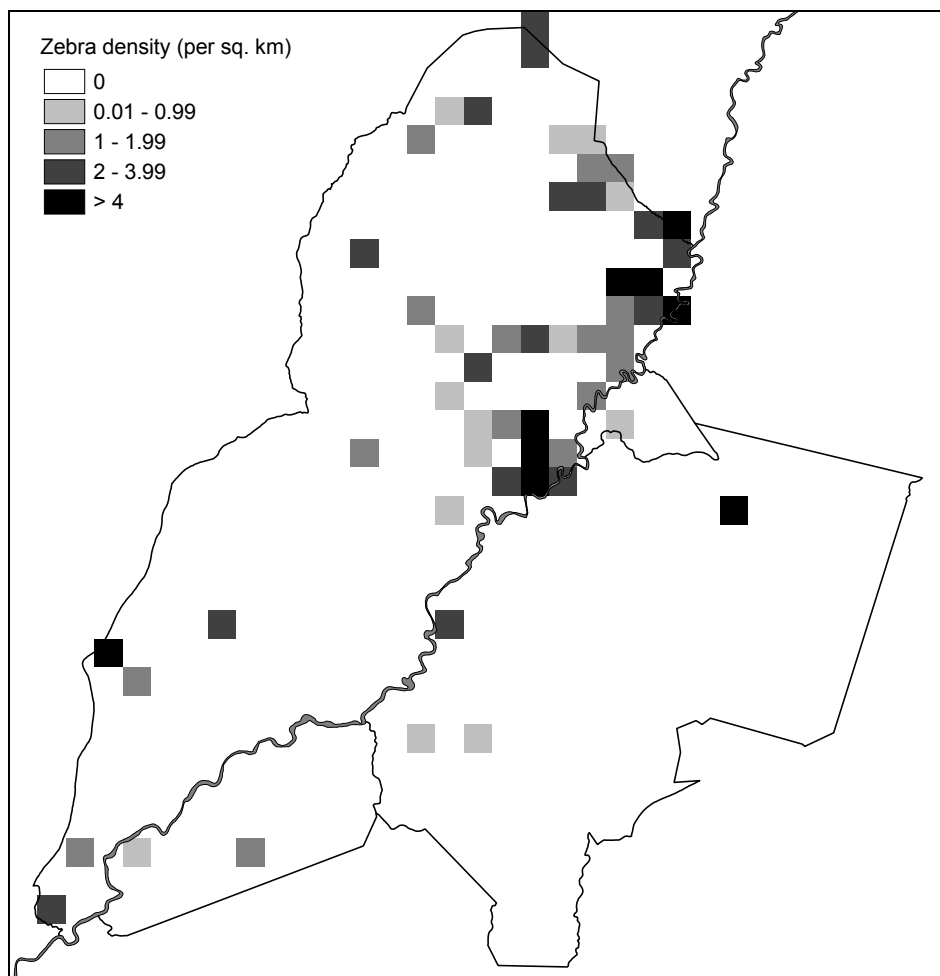 Zebra density (per sq. km)
0
0.01 - 0.99
1 - 1.99
2 - 3.99
> 4